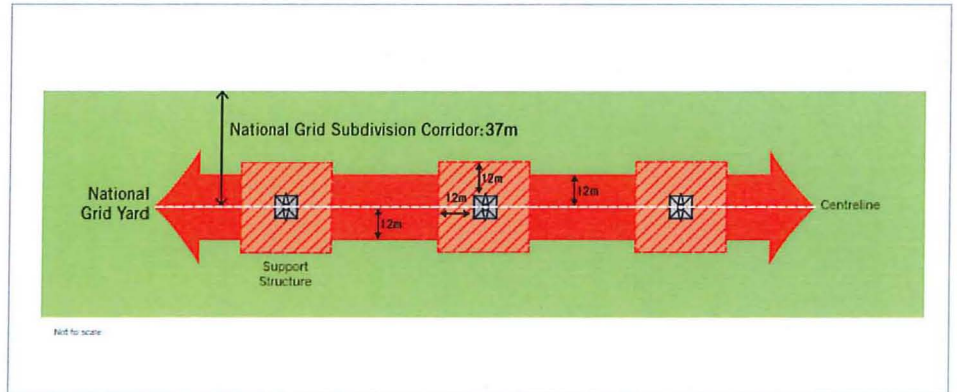 National Grid Subdivision Corridor:37m
12m
12m
12m
12m
National
Grid Yard
Centreline
Support
Structure
Not to scale